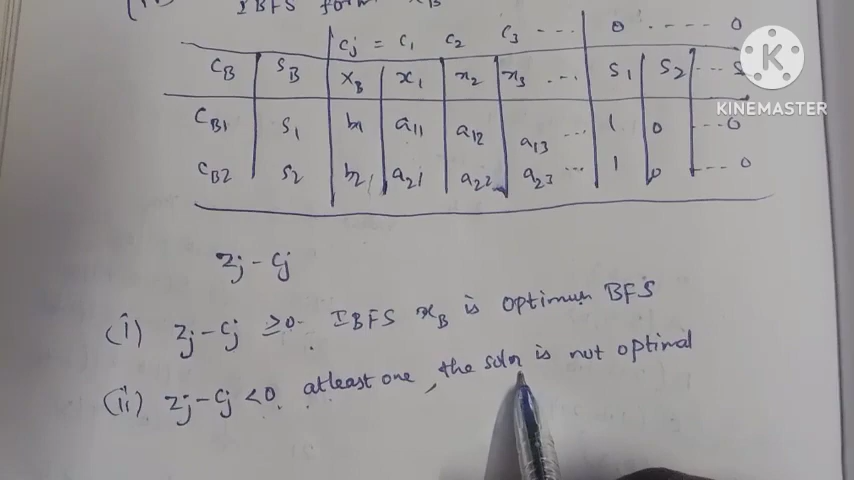 IBFS form XB
Cj = C1 C2 C3 --- 0 ---- 0
CB SB XB x1 x2 x3 ... S1 S2 --- S
CB1 S1 b1 a11 a12 a13 ... 1 0 ---0
CB2 S2 b2 a21 a22 a23 ... 1 0 --- 0
Zj - Cj
(i) Zj - Cj ≥0. IBFS XB is optimum BFS
(ii) Zj - Cj <0. atleast one, the soln is not optimal
KINEMASTER